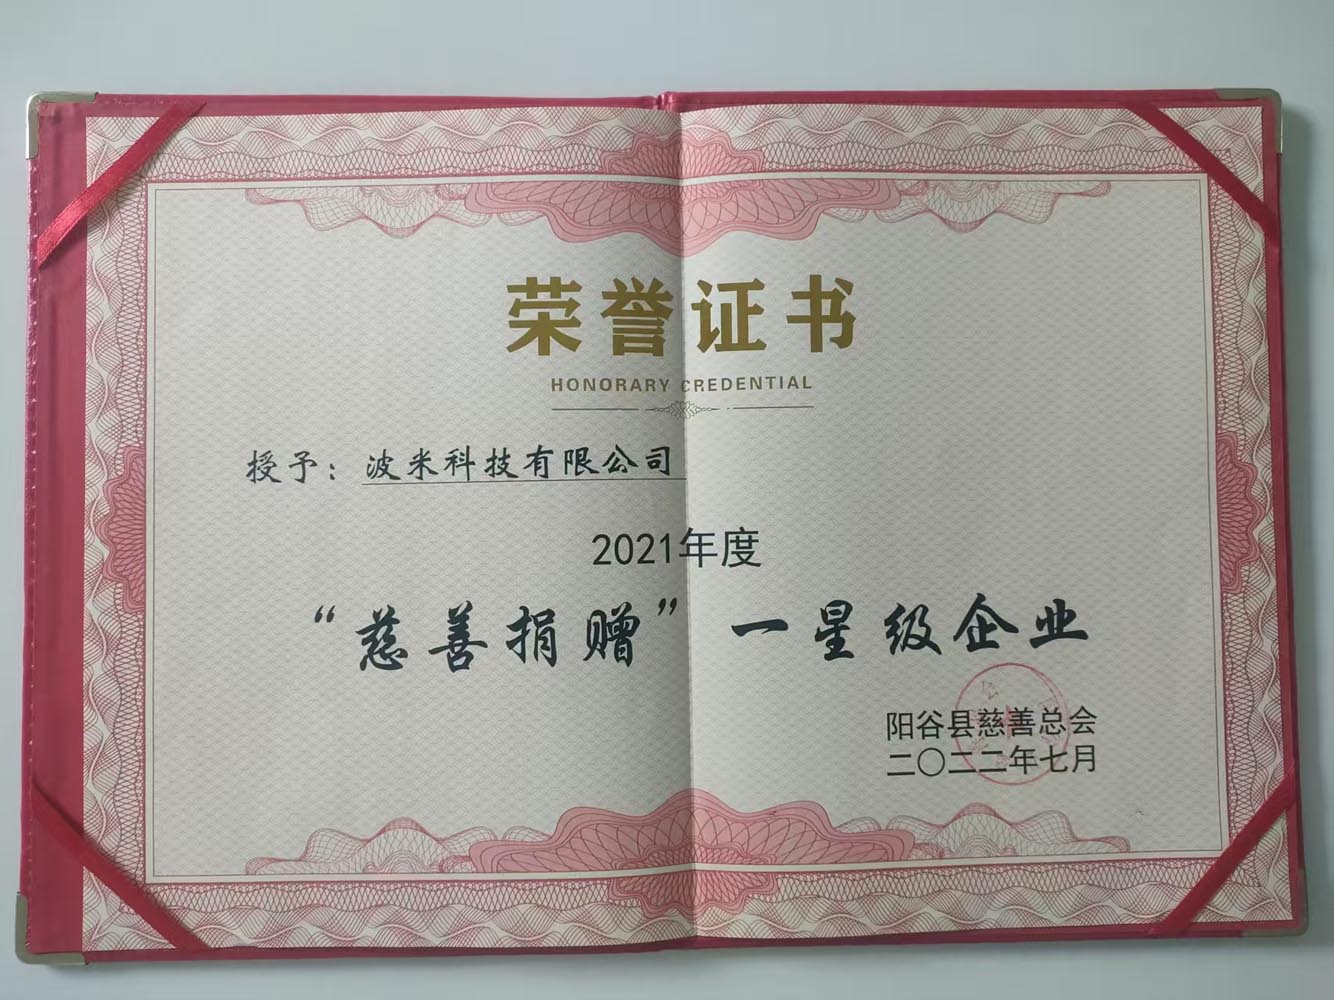 荣誉证书
HONORARY CREDENTIAL
授予：波米科技有限公司
2021年度
“慈善捐赠”一星级企业
阳谷县慈善总会
二〇二二年七月